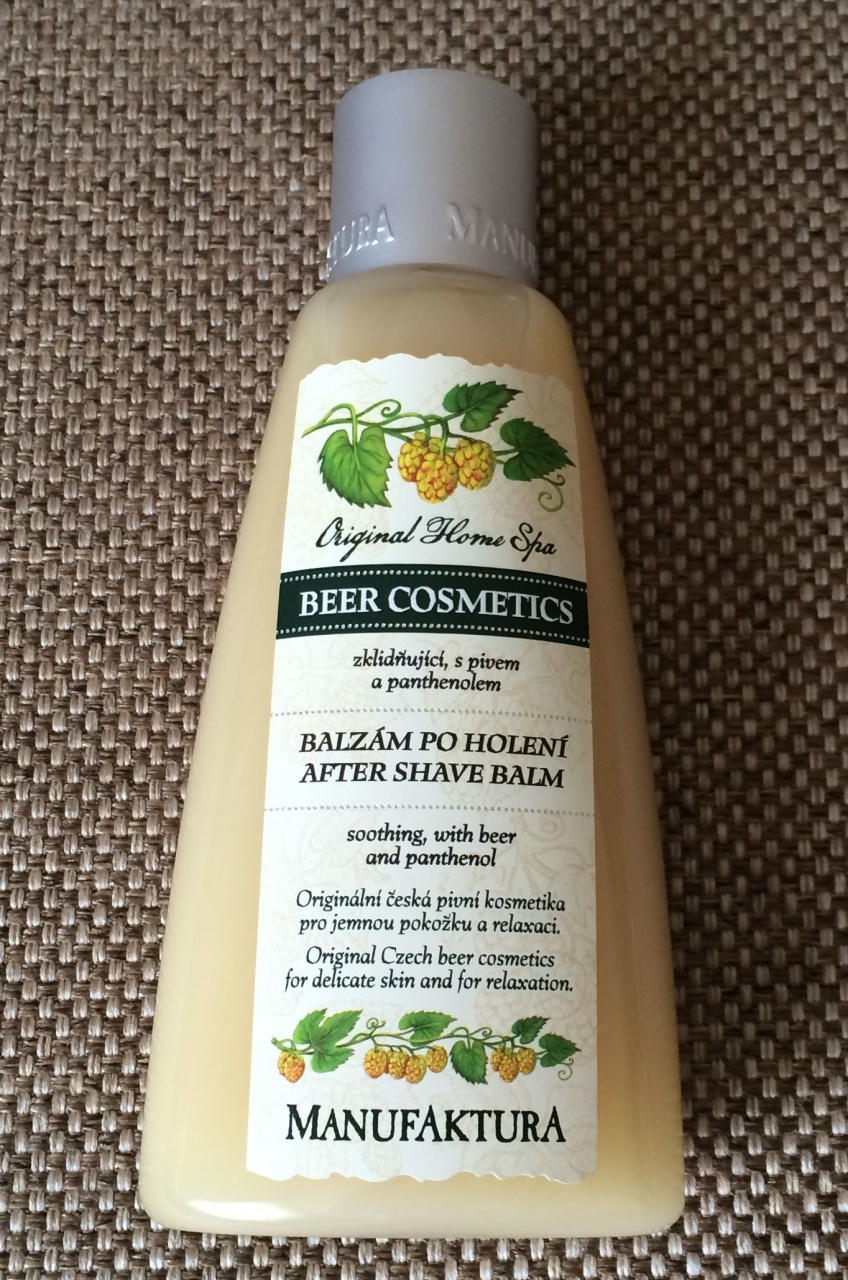 MANU
Original Home Spa
BEER COSMETICS
zklidňující, s pivem
a panthenolem
BALZÁM PO HOLENÍ
AFTER SHAVE BALM
soothing, with beer
and panthenol
Originální česká pivní kosmetika
pro jemnou pokožku a relaxaci.
Original Czech beer cosmetics
for delicate skin and for relaxation.
MANUFAKTURA